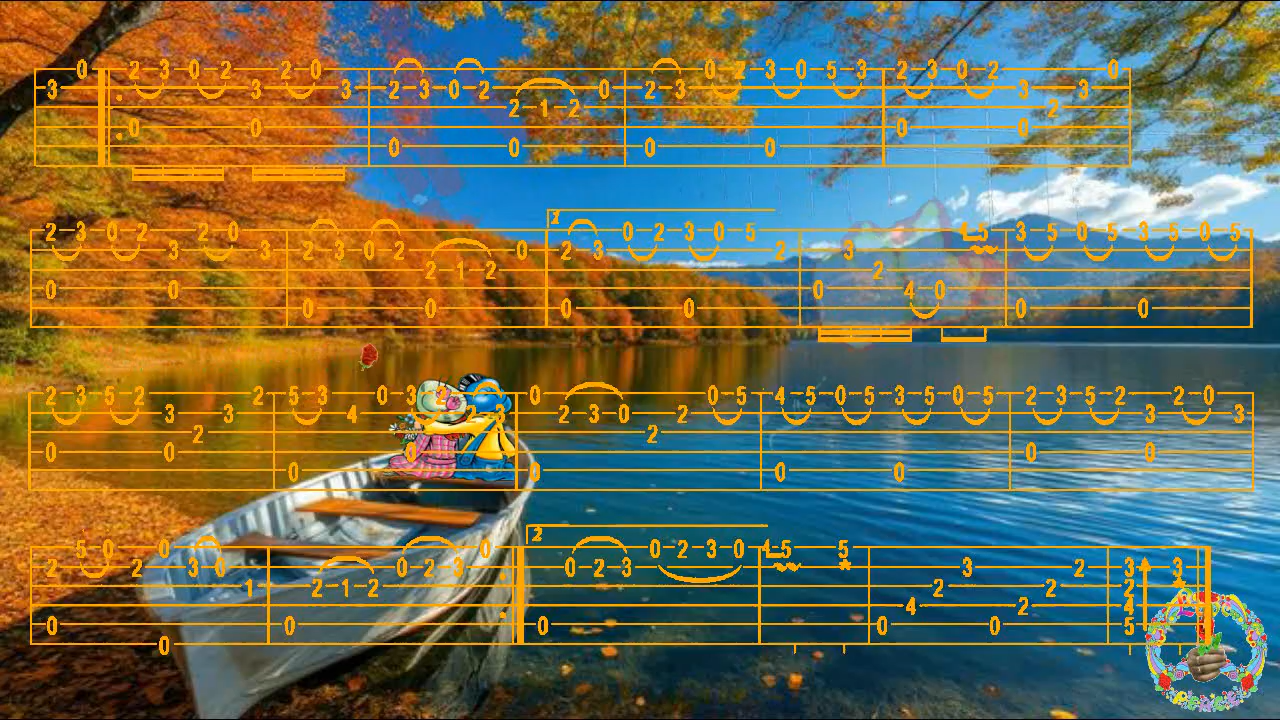 0 2 3 0 2 2 0 0 2 3 0 5 3 2 3 0 2 0
3 3 3 2 3 0 2 0 2 3 3 3
2 1 2 2
0 0 0 0
0 0 0 0
1
2 3 0 2 2 0 0 2 3 0 5 4 5 3 5 0 5 3 5 0 5
3 3 2 3 0 2 0 2 3 2 3
2 1 2 2
0 0 0 4 0
0 0 0 0 0 0
2 3 5 2 2 5 3 0 3 2 0 0 5 4 5 0 5 3 5 0 5 2 3 5 2 2 0
3 3 4 2 3 2 3 0 2 3 3
2 2
0 0 0 0 0
0 0 0 0
2
5 0 0 0 0 2 3 0 4 5 5
2 2 3 0 0 2 3 0 2 3 3 2 3 3
1 2 1 2 2 2 2
4 2 4
0 0 0 0 0 5
0